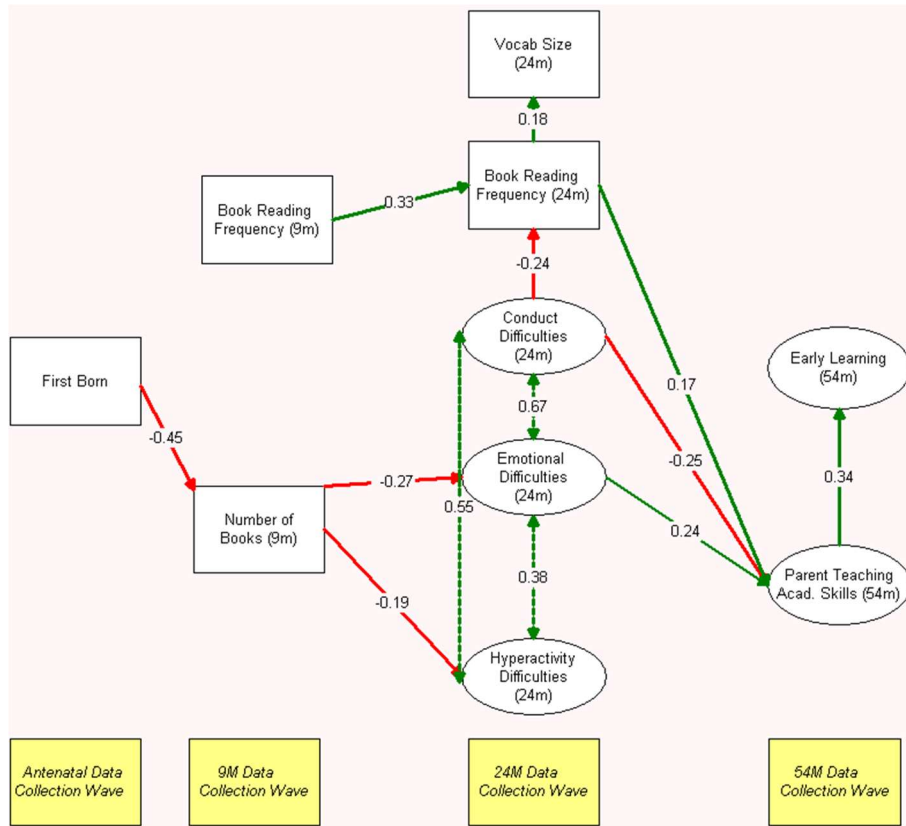 Vocab Size
(24m)
0.18
Book Reading
Frequency (24m)
Book Reading
Frequency (9m)
0.33
-0.24
Conduct
Difficulties
(24m)
First Born
Early Learning
(54m)
0.17
0.67
-0.45
-0.25
Emotional
Difficulties
(24m)
-0.27
0.34
0.55
Number of
Books (9m)
0.24
0.38
Parent Teaching
Acad. Skills (54m)
-0.19
Hyperactivity
Difficulties
(24m)
Antenatal Data
Collection Wave
9M Data
Collection Wave
24M Data
Collection Wave
54M Data
Collection Wave